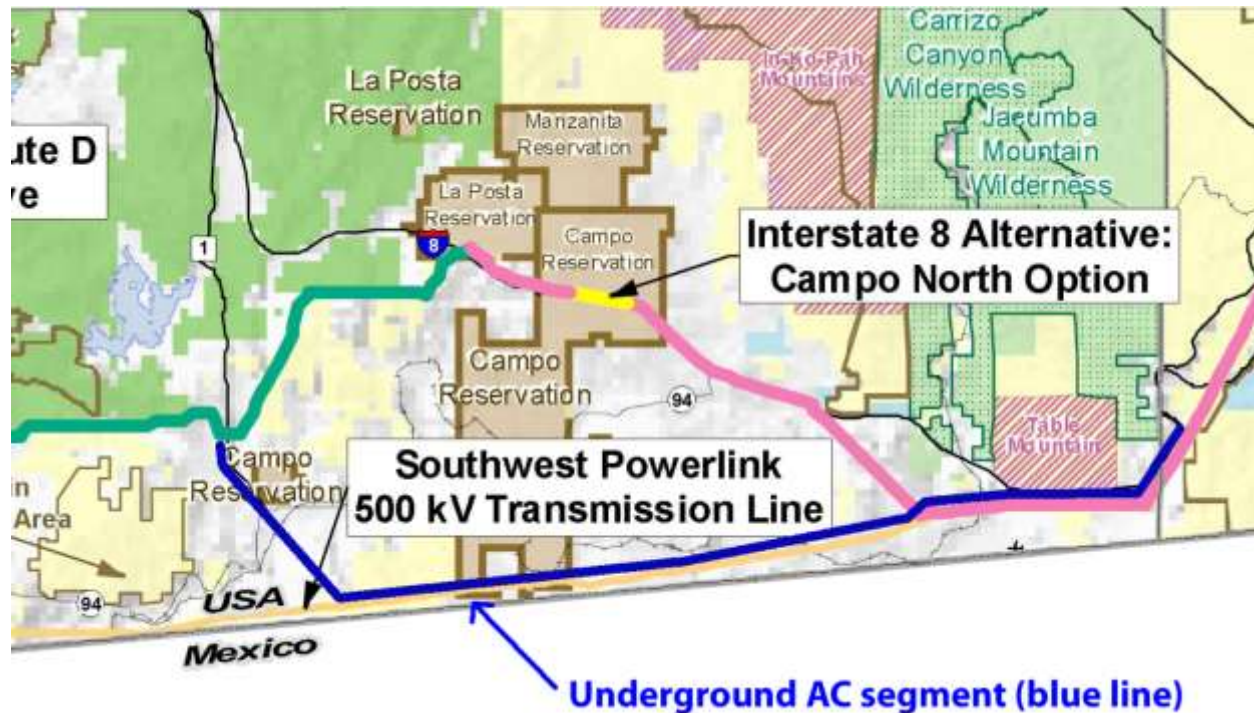 Carrizo
Canyon
Wilderness
In-Ko-Pah
Mountains
La Posta
Reservation
Manzanita
Reservation
Jacumba
Mountain
Wilderness
ute D
ve
La Posta
Reservation
1
8
Campo
Reservation
Interstate 8 Alternative:
Campo North Option
Campo
Reservation
94
Table
Mountain
Campo
Reservation
Southwest Powerlink
500 kV Transmission Line
n
Area
94
USA
Mexico
Underground AC segment (blue line)